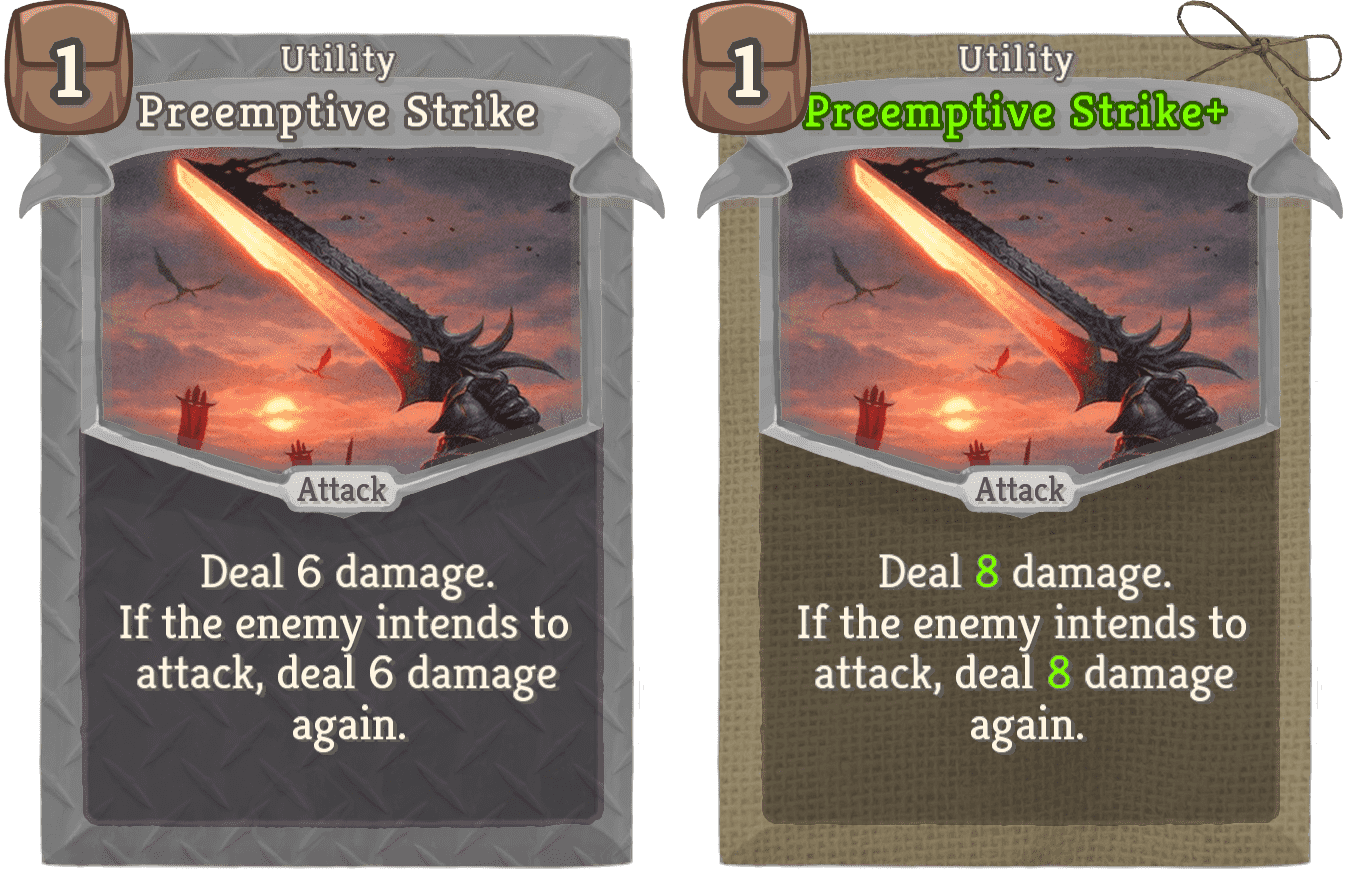 1
Utility
Preemptive Strike
Attack
Deal 6 damage.
If the enemy intends to
attack, deal 6 damage
again.
1
Utility
Preemptive Strike+
Attack
Deal 8 damage.
If the enemy intends to
attack, deal 8 damage
again.